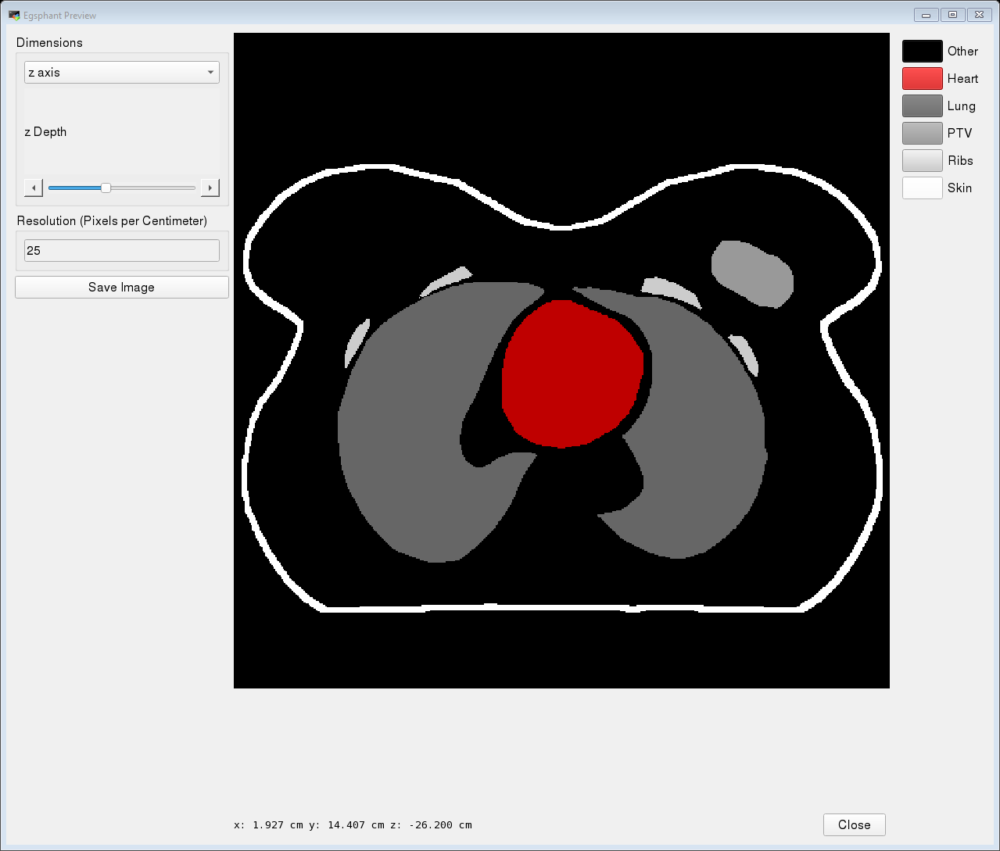 Egsphant Preview
Dimensions
z axis
z Depth
Resolution (Pixels per Centimeter)
25
Save Image
Other
Heart
Lung
PTV
Ribs
Skin
x: 1.927 cm y: 14.407 cm z: -26.200 cm
Close